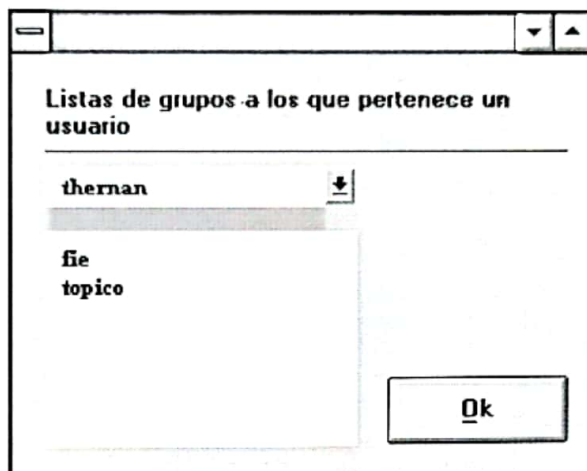 Listas de grupos a los que pertenece un
usuario
thernan
fie
topico
Ok